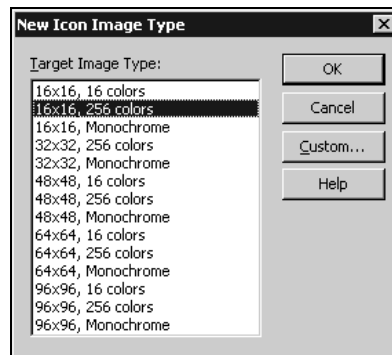 New Icon Image Type
Target Image Type:
16x16, 16 colors
16x16, 256 colors
16x16, Monochrome
32x32, 256 colors
32x32, Monochrome
48x48, 16 colors
48x48, 256 colors
48x48, Monochrome
64x64, 16 colors
64x64, 256 colors
64x64, Monochrome
96x96, 16 colors
96x96, 256 colors
96x96, Monochrome
OK
Cancel
Custom...
Help